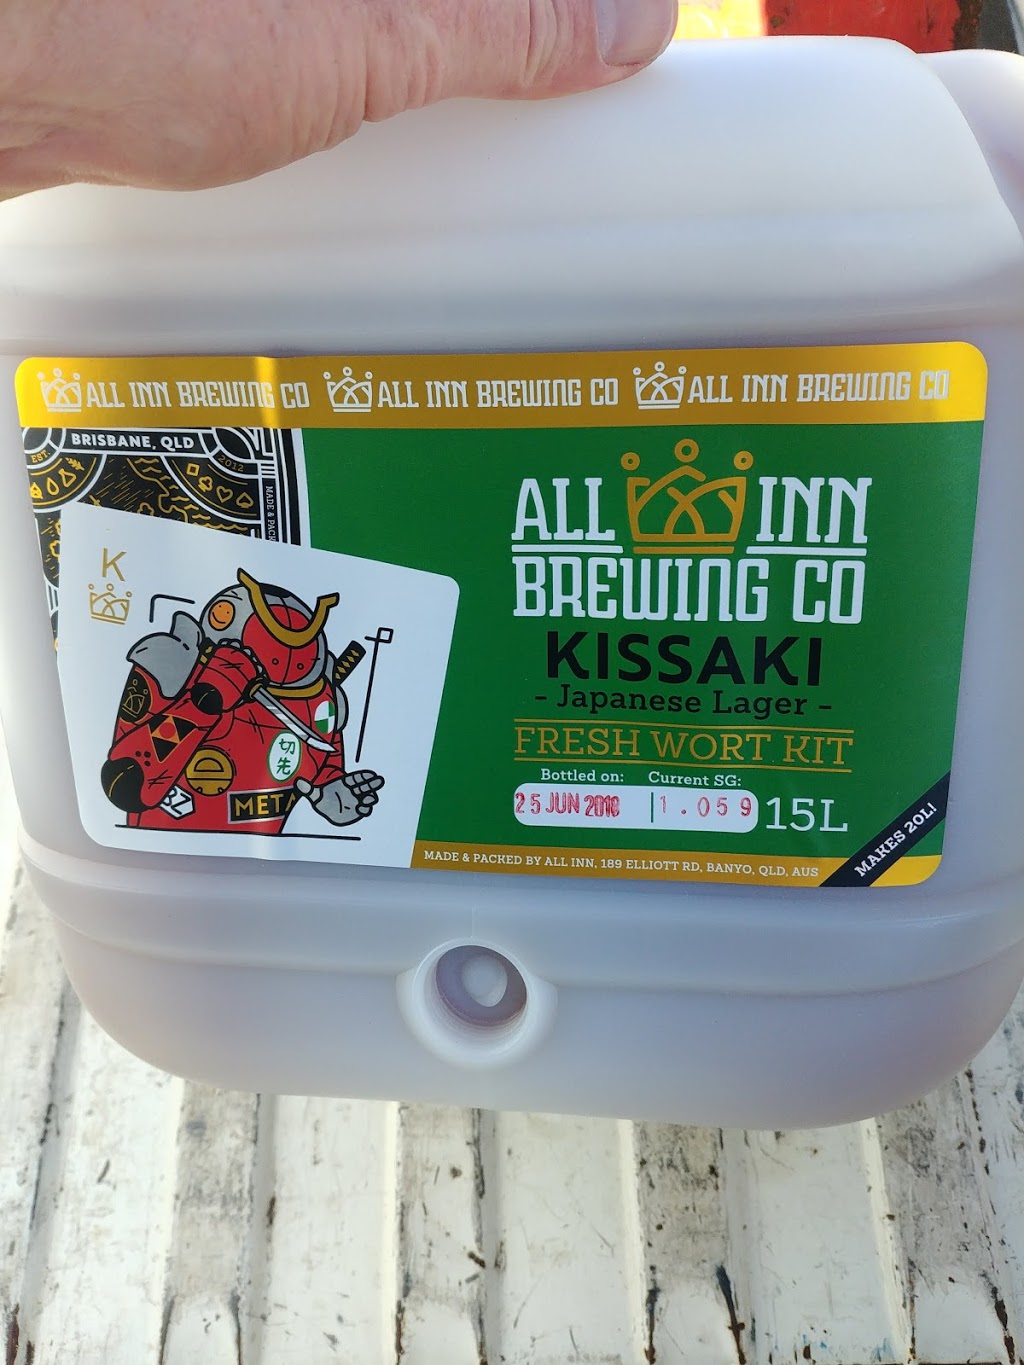 ALL INN BREWING CO ALL INN BREWING CO ALL INN BREWING CO
BRISBANE, QLD
EST. 2012
MADE & PACK
K
切先
META
ALL INN
BREWING CO
KISSAKI
- Japanese Lager -
FRESH WORT KIT
Bottled on: Current SG:
25 JUN 2018 1.059 15L
MAKES 20L!
MADE & PACKED BY ALL INN, 189 ELLIOTT RD, BANYO, QLD, AUS